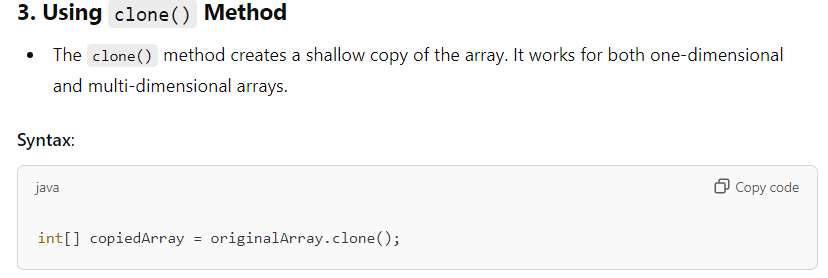 3. Using clone() Method
• The clone() method creates a shallow copy of the array. It works for both one-dimensional
and multi-dimensional arrays.
Syntax:
java
Copy code
int[] copiedArray = originalArray.clone();